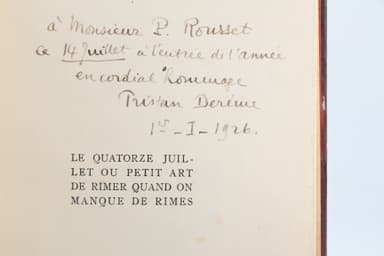 à Monsieur P. Rousset
ce 14 Juillet à l'entrée de l'année
en cordial hommage
Tristan Derème
1er - I - 1926.
LE QUATORZE JUIL-
LET OU PETIT ART
DE RIMER QUAND ON
MANQUE DE RIMES